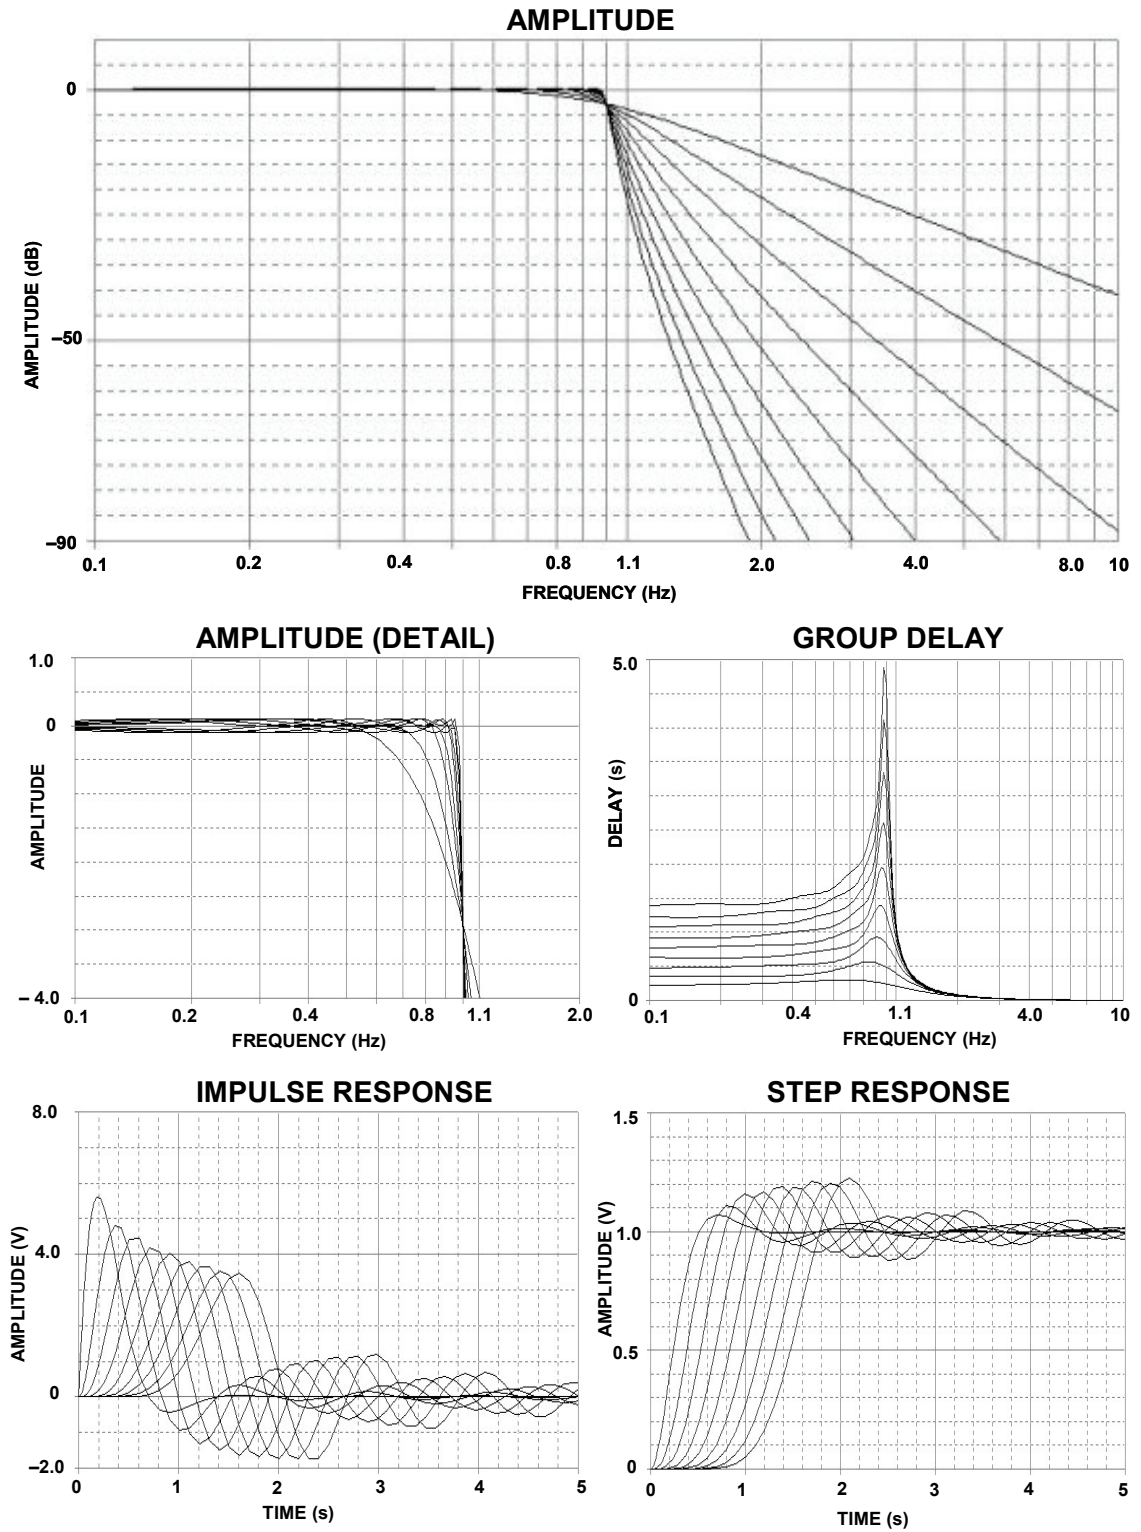 AMPLITUDE
0
–50
–90
AMPLITUDE (dB)
0.1 0.2 0.4 0.8 1.1 2.0 4.0 8.0 10
FREQUENCY (Hz)
AMPLITUDE (DETAIL)
1.0
0
– 4.0
AMPLITUDE
0.1 0.2 0.4 0.8 1.1 2.0
FREQUENCY (Hz)
GROUP DELAY
5.0
0
DELAY (s)
0.1 0.4 1.1 4.0 10
FREQUENCY (Hz)
IMPULSE RESPONSE
8.0
4.0
0
–2.0
AMPLITUDE (V)
0 1 2 3 4 5
TIME (s)
STEP RESPONSE
1.5
1.0
0.5
0
AMPLITUDE (V)
0 1 2 3 4 5
TIME (s)